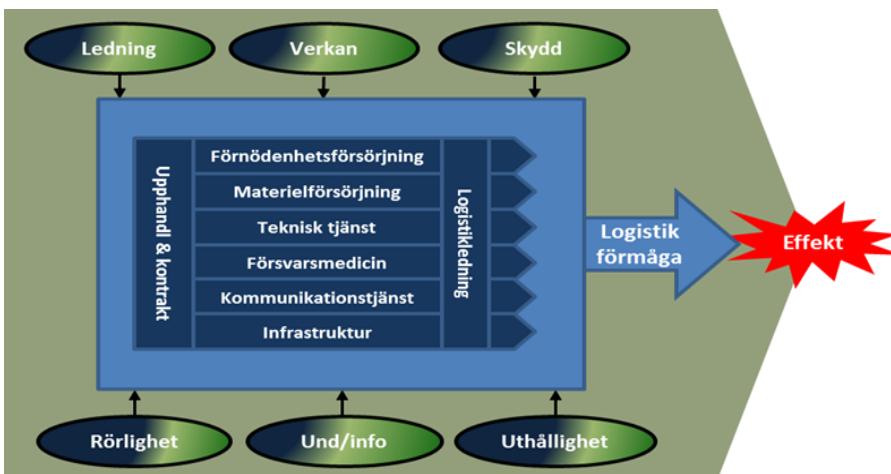 Ledning
Verkan
Skydd
Upphandl & kontrakt
Förnödenhetsförsörjning
Materielförsörjning
Teknisk tjänst
Försvarsmedicin
Kommunikationstjänst
Infrastruktur
Logistikledning
Logistik
förmåga
Effekt
Rörlighet
Und/info
Uthållighet